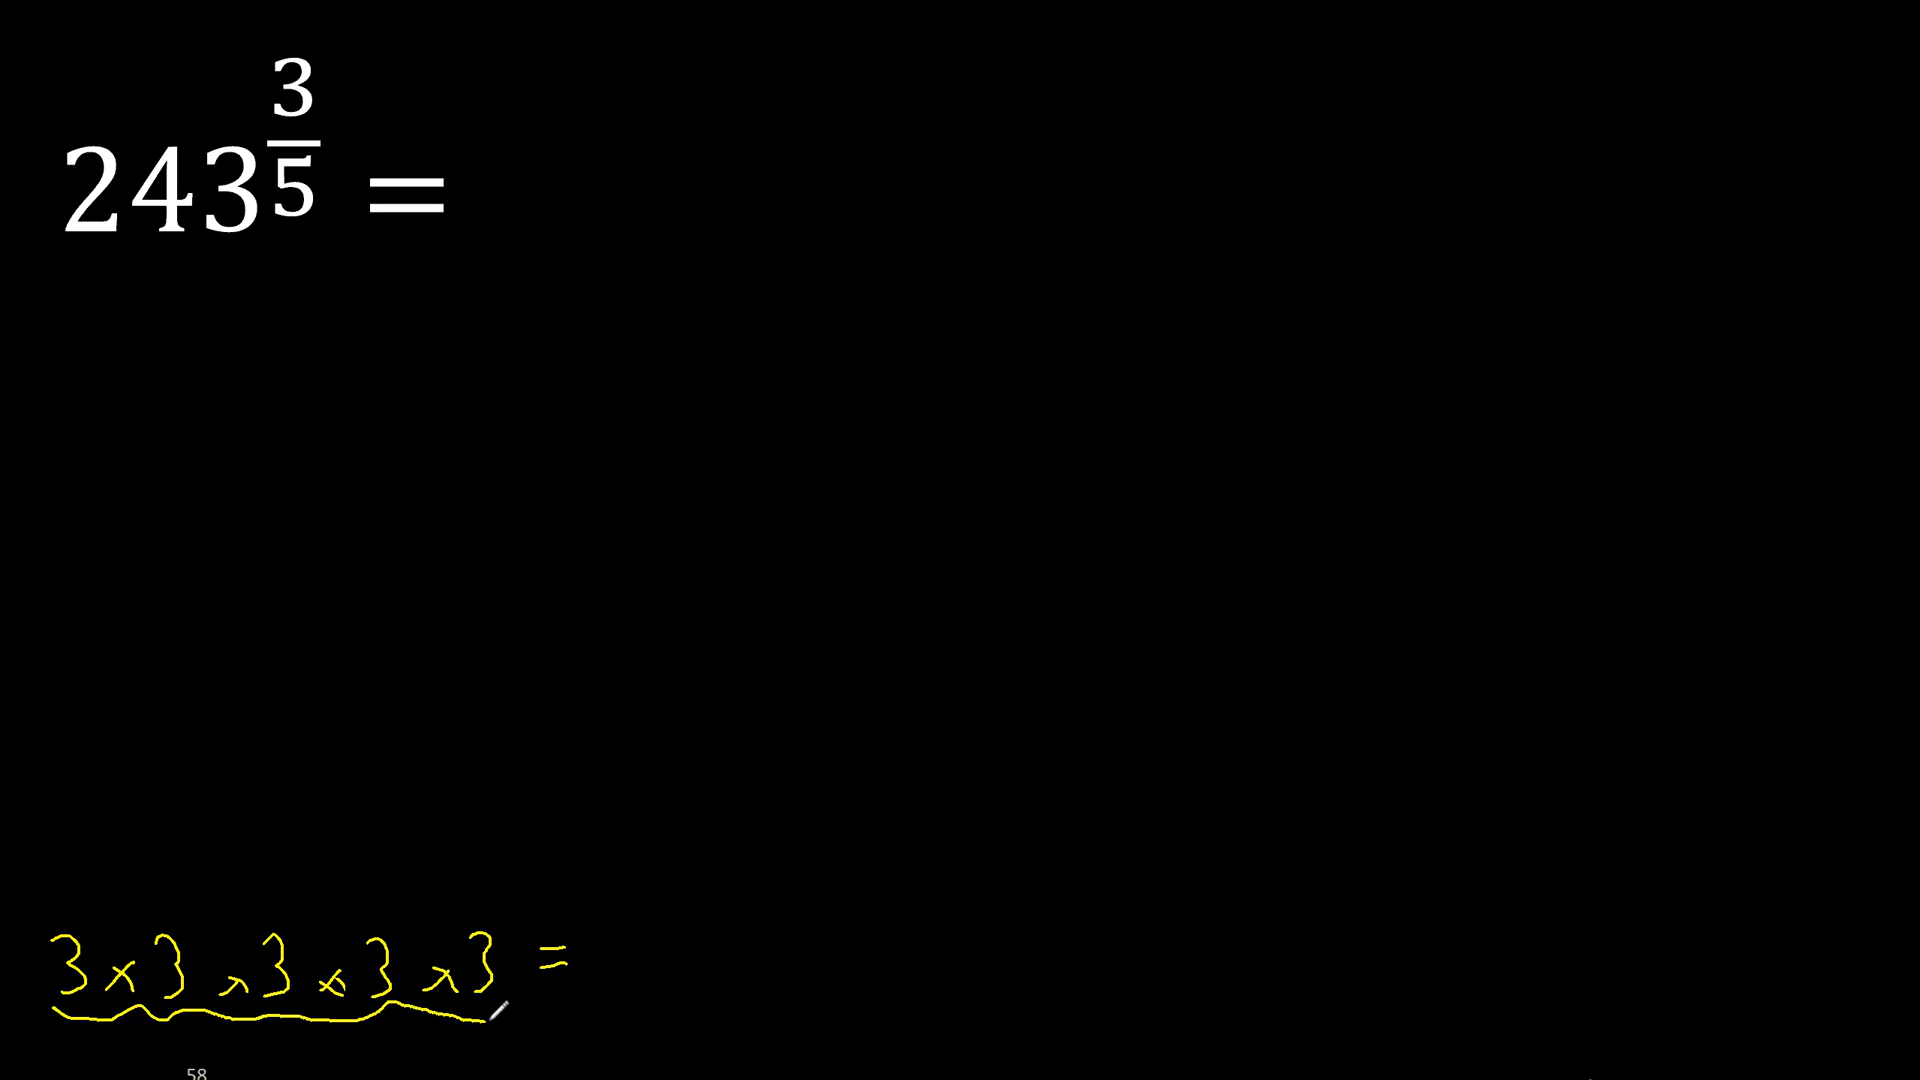 243^(3/5) =
3 × 3 × 3 × 3 × 3 =
58